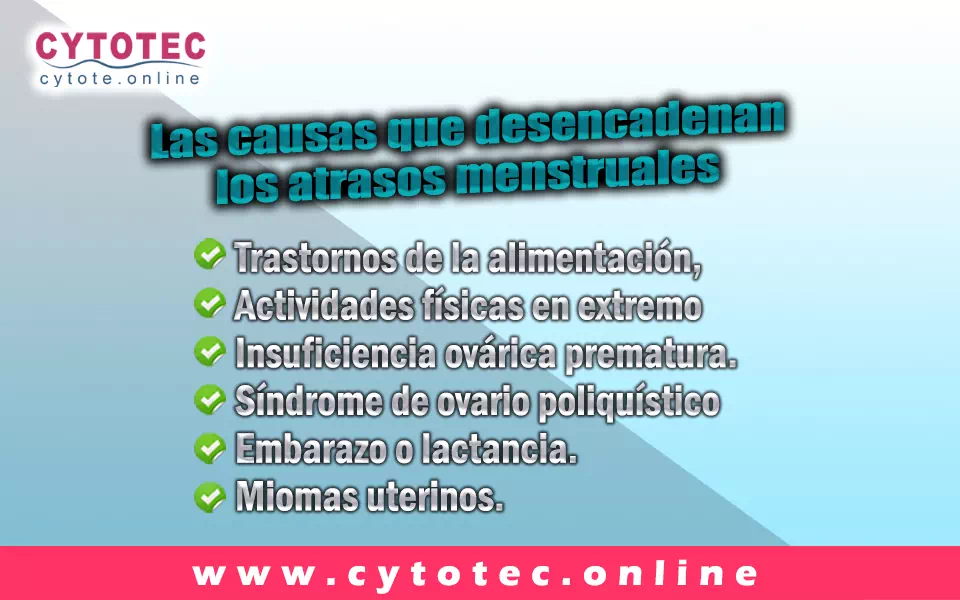 CYTOTEC
cytote.online
Las causas que desencadenan
los atrasos menstruales
Trastornos de la alimentación,
Actividades físicas en extremo
Insuficiencia ovárica prematura.
Síndrome de ovario poliquístico
Embarazo o lactancia.
Miomas uterinos.
www.cytotec.online